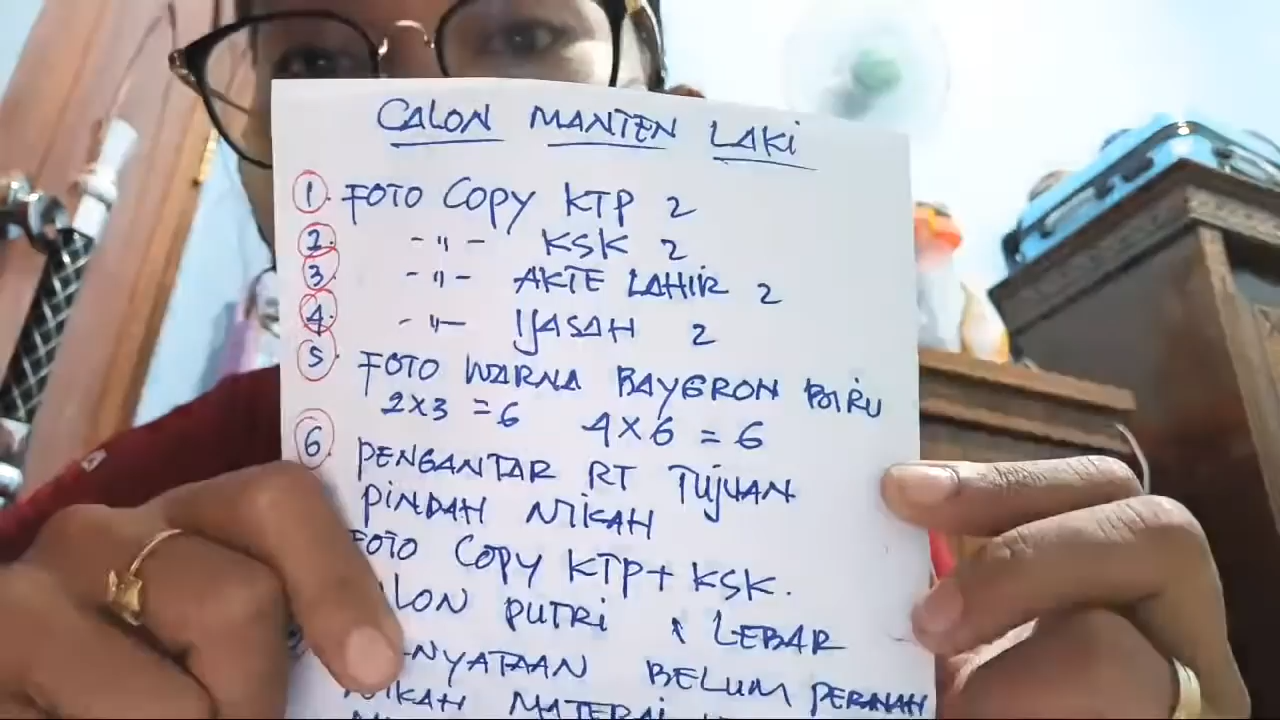 CALON MANTEN LAKI
1. FOTO COPY KTP 2
2. -"- KSK 2
3. -"- AKTE LAHIR 2
4. -"- IJASAH 2
5. FOTO WARNA BAYGRON BIRU
2X3 = 6 4X6 = 6
6. PENGANTAR RT TUJUAN
PINDAH NIKAH
FOTO COPY KTP + KSK.
ALON PUTRI 1 LEBAR
NYATAAN BELUM PERNAH
NIKAH MATERAI